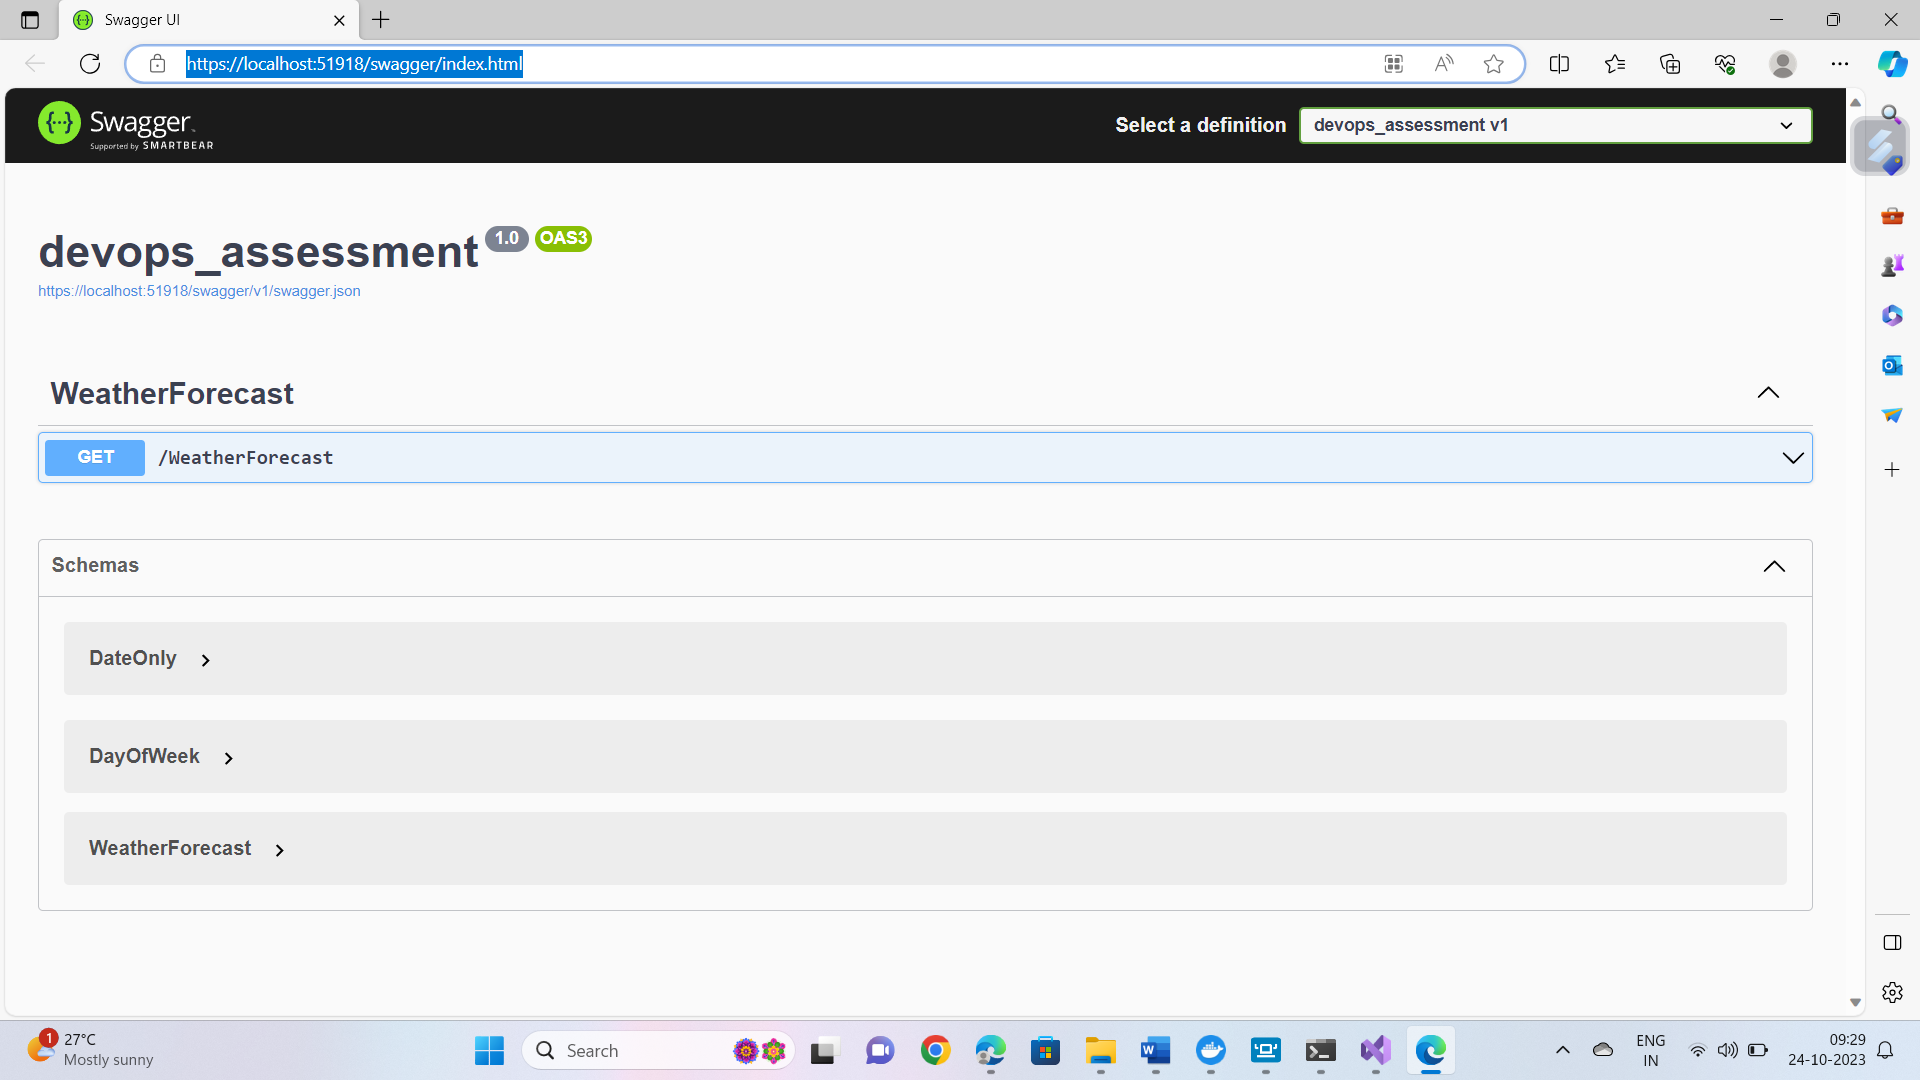 Swagger UI
https://localhost:51918/swagger/index.html
Swagger
Supported by SMARTBEAR
Select a definition
devops_assessment v1
devops_assessment 1.0 OAS3
https://localhost:51918/swagger/v1/swagger.json
WeatherForecast
GET /WeatherForecast
Schemas
DateOnly
DayOfWeek
WeatherForecast
1
27°C
Mostly sunny
Search
ENG
IN
09:29
24-10-2023